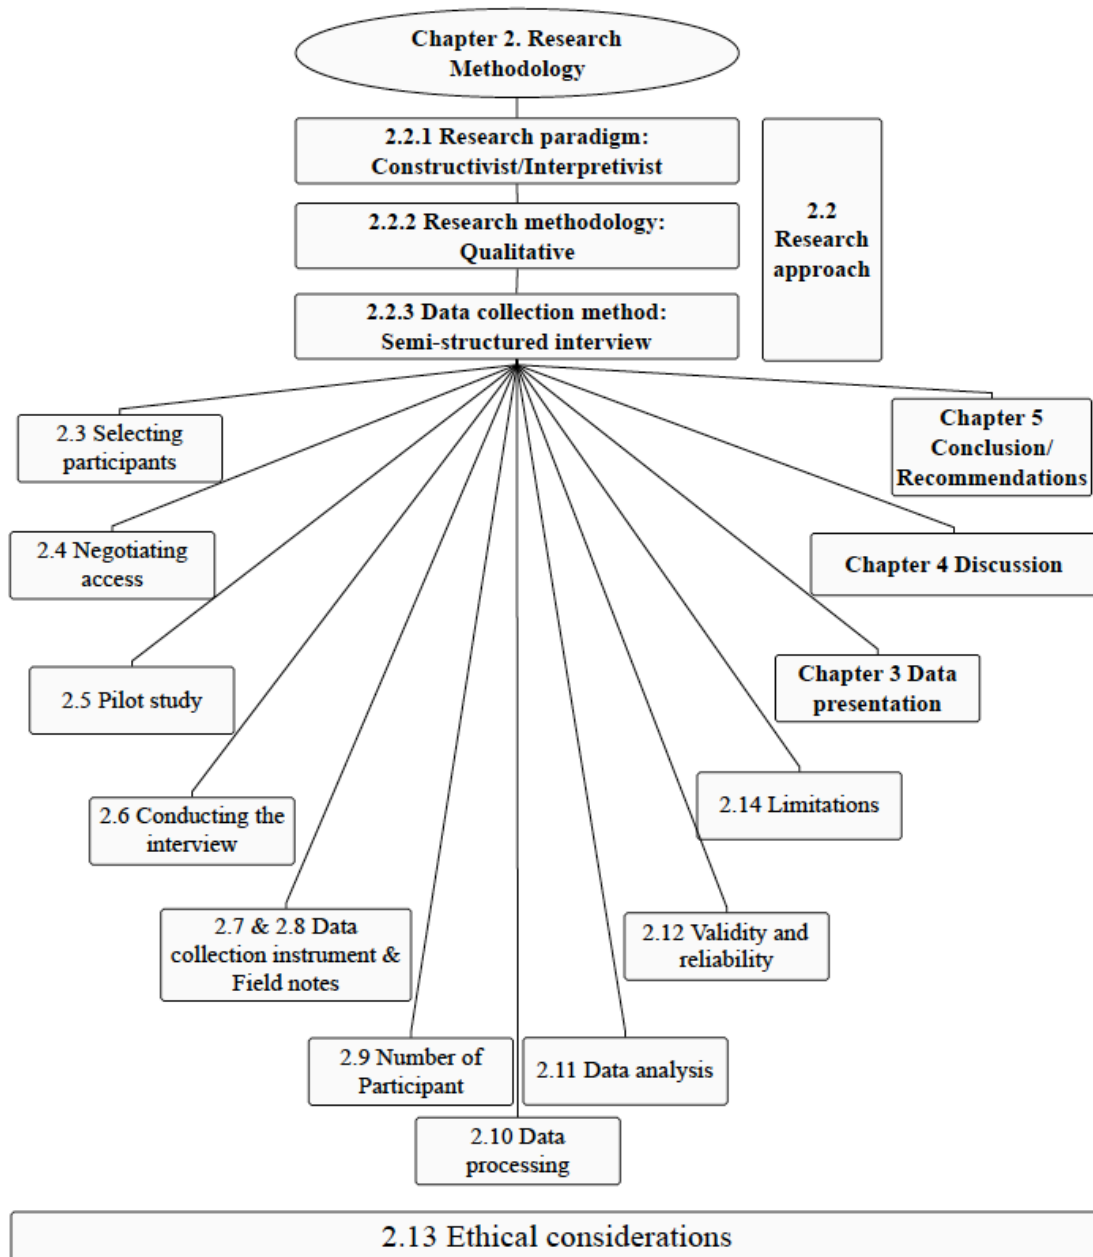 Chapter 2. Research
Methodology
2.2.1 Research paradigm:
Constructivist/Interpretivist
2.2.2 Research methodology:
Qualitative
2.2.3 Data collection method:
Semi-structured interview
2.2
Research
approach
2.3 Selecting
participants
2.4 Negotiating
access
2.5 Pilot study
2.6 Conducting the
interview
2.7 & 2.8 Data
collection instrument &
Field notes
2.9 Number of
Participant
2.10 Data
processing
2.11 Data analysis
2.12 Validity and
reliability
2.14 Limitations
Chapter 3 Data
presentation
Chapter 4 Discussion
Chapter 5
Conclusion/
Recommendations
2.13 Ethical considerations